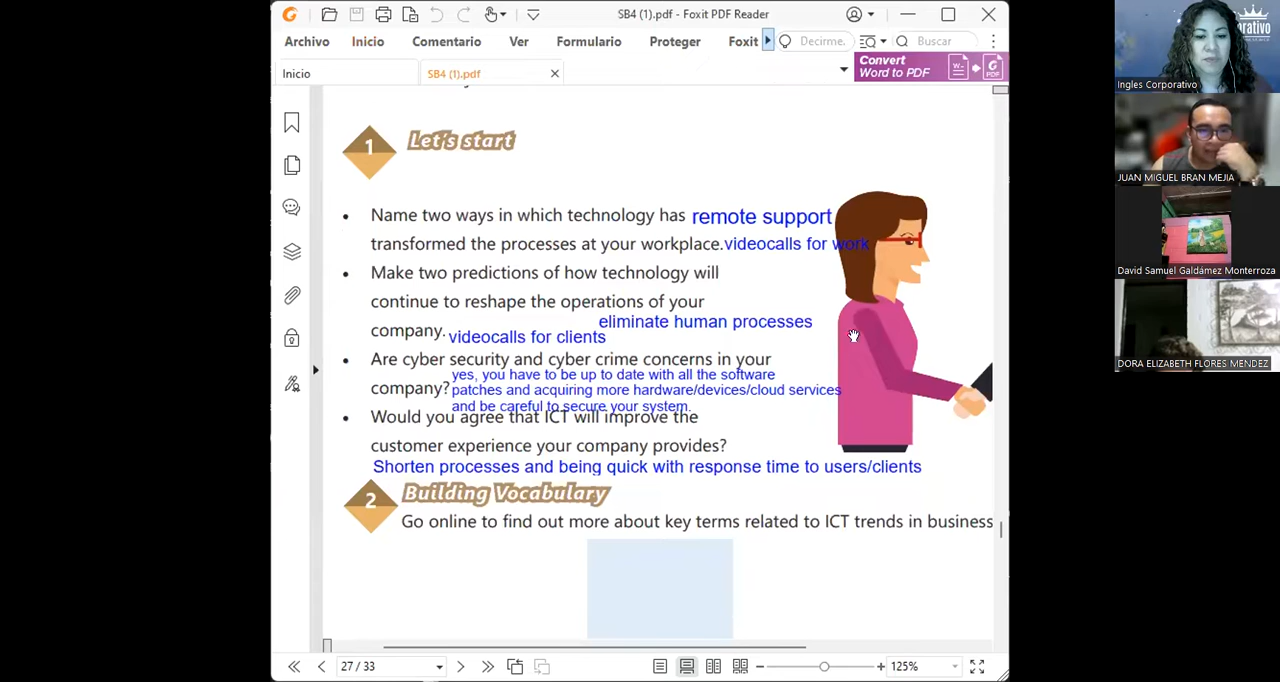 SB4 (1).pdf - Foxit PDF Reader
Archivo Inicio Comentario Ver Formulario Proteger Foxit Decirme. Buscar
Inicio SB4 (1).pdf
Convert
Word to PDF
PDF
1 Let's start
• Name two ways in which technology has remote support
transformed the processes at your workplace. videocalls for work
• Make two predictions of how technology will
continue to reshape the operations of your
eliminate human processes
company. videocalls for clients
• Are cyber security and cyber crime concerns in your
yes, you have to be up to date with all the software
company? patches and acquiring more hardware/devices/cloud services
and be careful to secure your system.
• Would you agree that ICT will improve the
customer experience your company provides?
Shorten processes and being quick with response time to users/clients
2 Building Vocabulary
Go online to find out more about key terms related to ICT trends in business
27 / 33
125%
Ingles Corporativo
JUAN MIGUEL BRAN MEJIA
David Samuel Galdámez Monterroza
DORA ELIZABETH FLORES MENDEZ